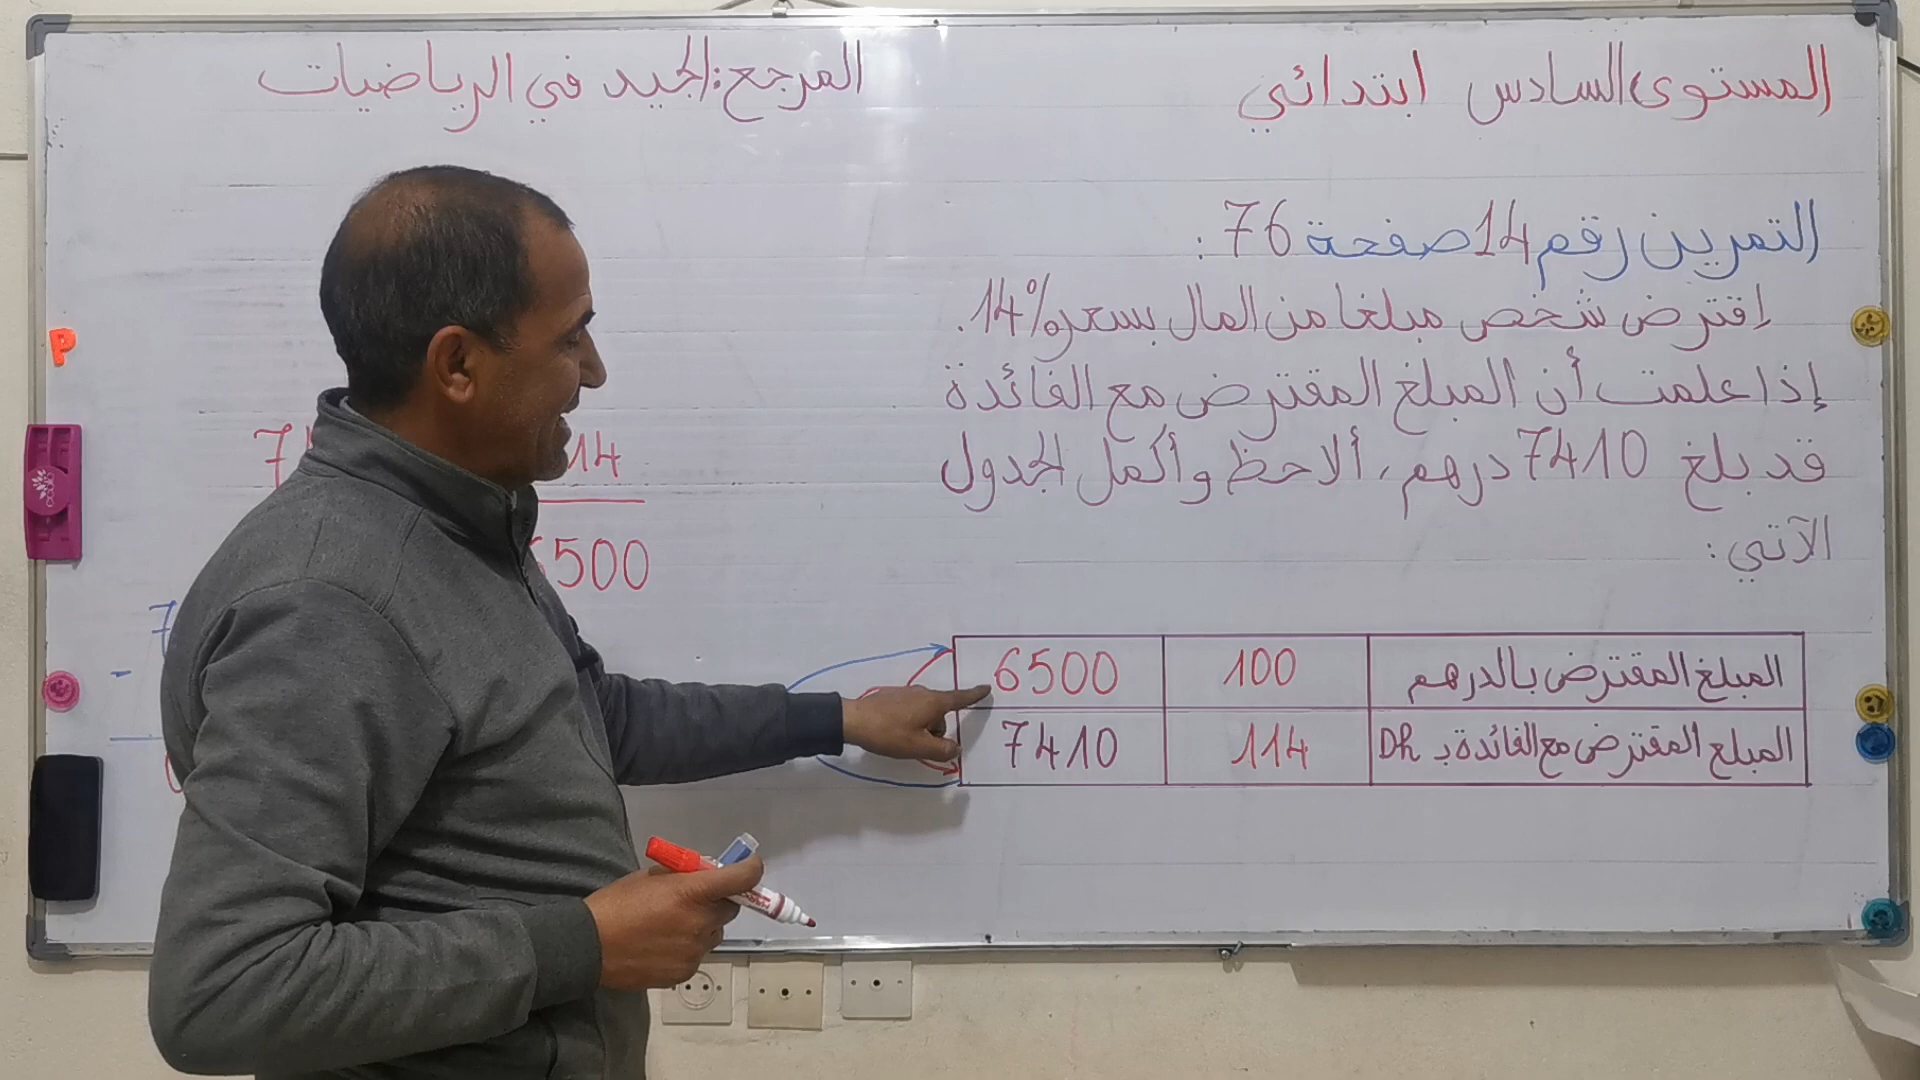 المستوى السادس ابتدائي
المرجع: الجيد في الرياضيات
التمرين رقم 14 صفحة 76:
إقترض شخص مبلغا من المال بسعر 14%.
إذا علمت أن المبلغ المقترض مع الفائدة
قد بلغ 7410 درهم، ألاحظ وأكمل الجدول
الآتي:
المبلغ المقترض بالدرهم 100 6500
المبلغ المقترض مع الفائدة بـ Dh 114 7410
14
6500
P